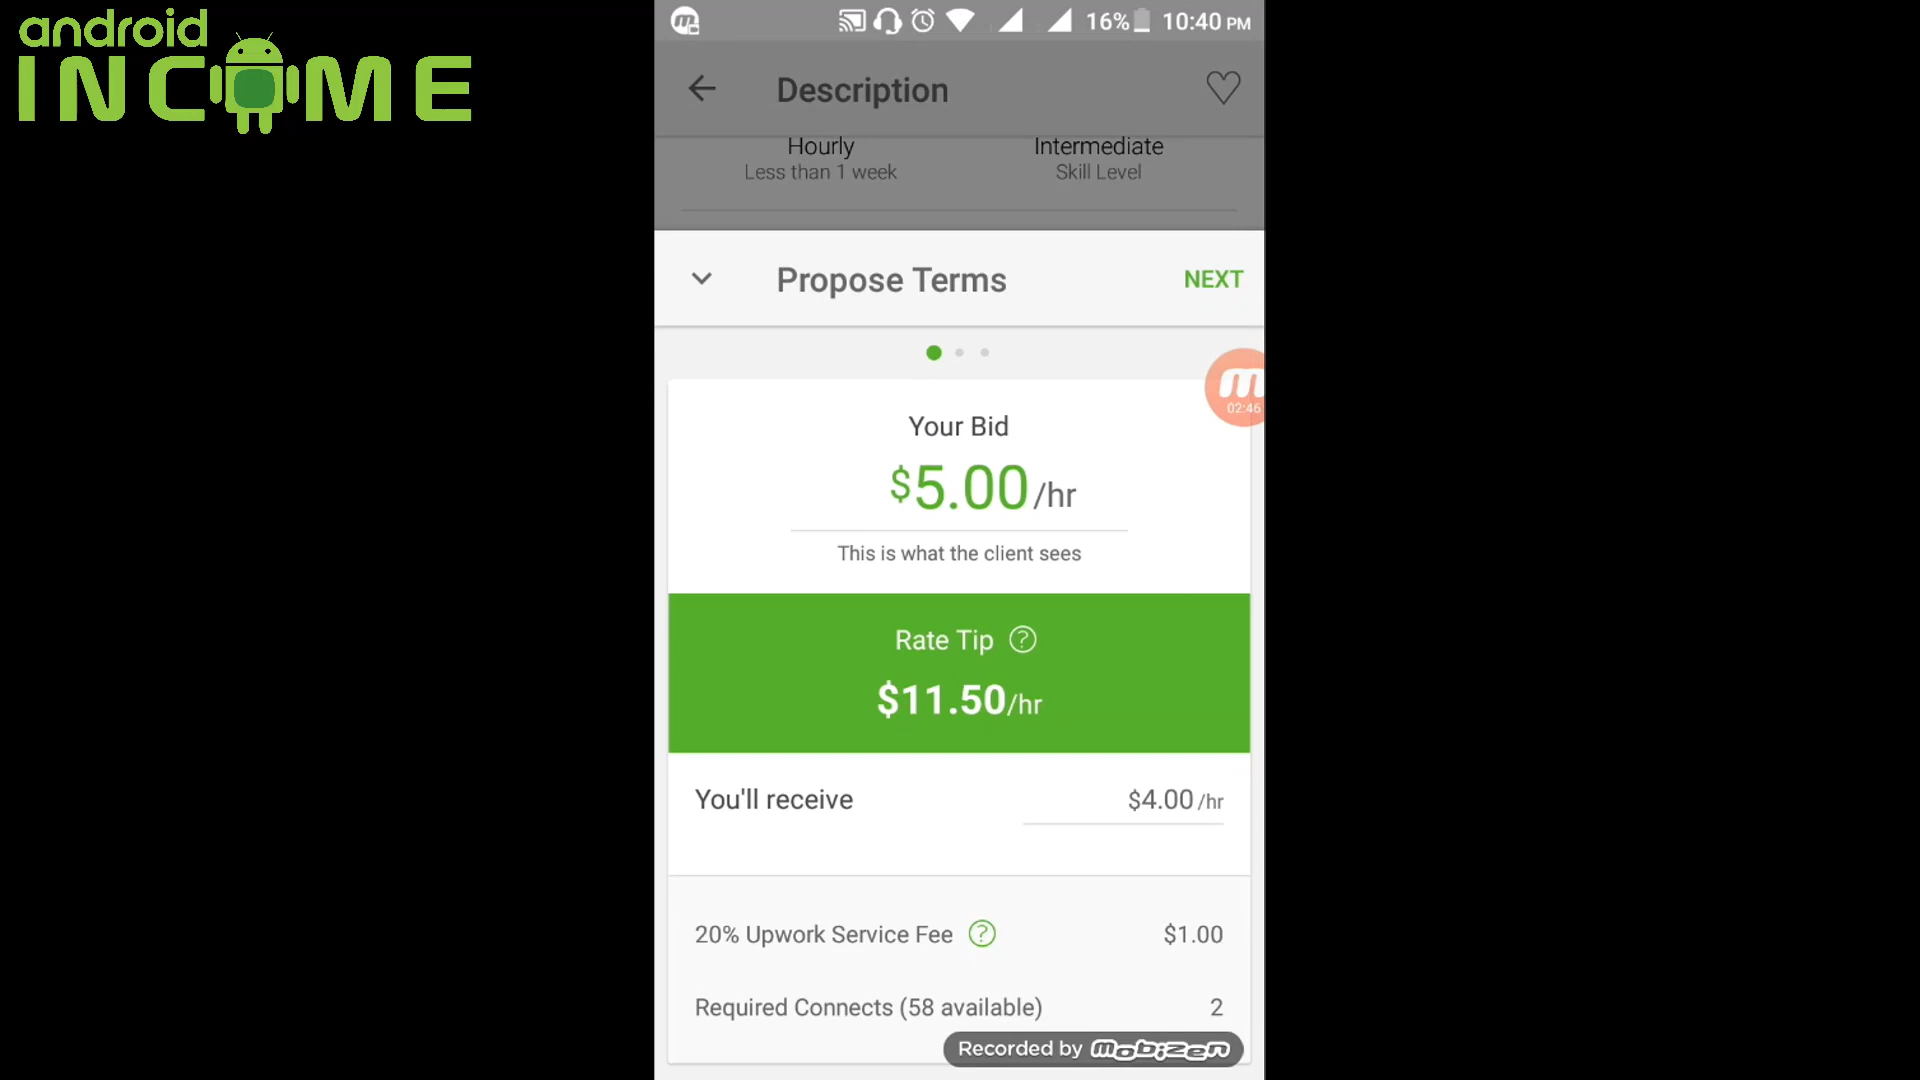 android
INCOME
16% 10:40 PM
Description
Hourly
Less than 1 week
Intermediate
Skill Level
Propose Terms
NEXT
02:46
Your Bid
$5.00/hr
This is what the client sees
Rate Tip ?
$11.50/hr
You'll receive
$4.00/hr
20% Upwork Service Fee ?
$1.00
Required Connects (58 available)
2
Recorded by mobizen